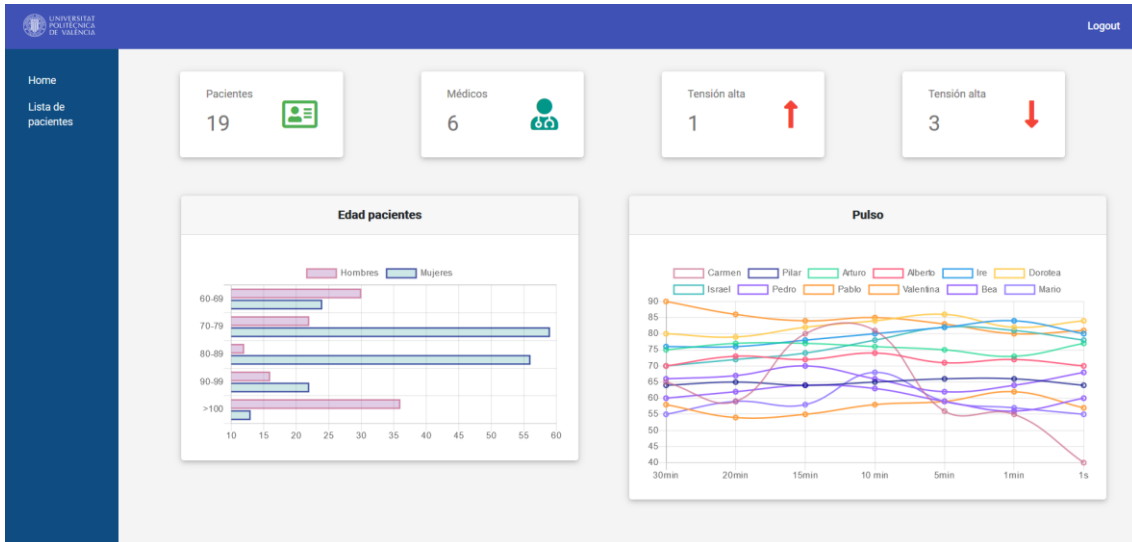 UNIVERSITAT
POLITÈCNICA
DE VALÈNCIA
Logout
Home
Lista de
pacientes
Pacientes
19
Médicos
6
Tensión alta
1
Tensión alta
3
Edad pacientes
Hombres Mujeres
60-69
70-79
80-89
90-99
>100
10 15 20 25 30 35 40 45 50 55 60
Pulso
Carmen Pilar Arturo Alberto Ire Dorotea
Israel Pedro Pablo Valentina Bea Mario
90
85
80
75
70
65
60
55
50
45
40
30min 20min 15min 10 min 5min 1min 1s